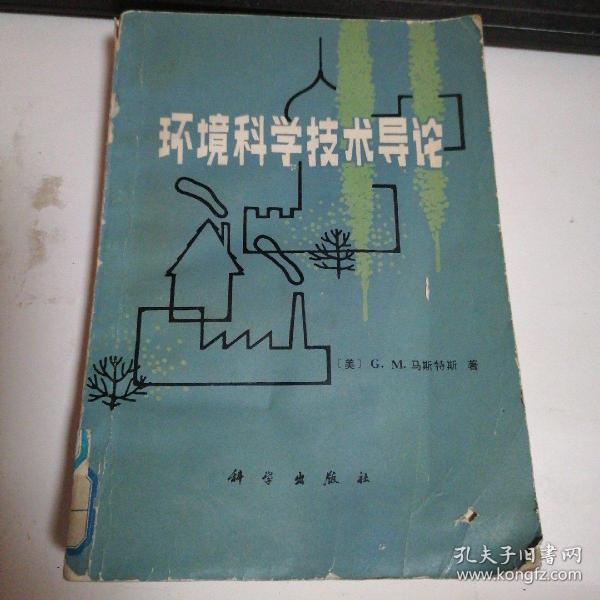 环境科学技术导论
〔美〕 G. M. 马斯特斯 著
科学出版社
孔夫子旧书网
www.kongfz.com